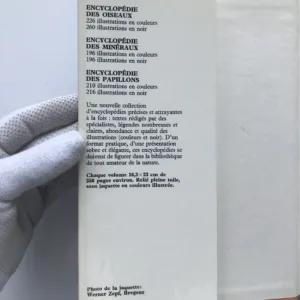 ENCYCLOPÉDIE
DES OISEAUX
226 illustrations en couleurs
260 illustrations en noir
ENCYCLOPÉDIE
DES MINÉRAUX
196 illustrations en couleurs
196 illustrations en noir
ENCYCLOPÉDIE
DES PAPILLONS
210 illustrations en couleurs
216 illustrations en noir
Une nouvelle collection
d'encyclopédies précises et attrayantes
à la fois : textes rédigés par des
spécialistes, légendes nombreuses et
claires, abondance et qualité des
illustrations (couleurs et noir). D'un
format pratique, d'une présentation
sobre et élégante, ces encyclopédies se
doivent de figurer dans la bibliothèque
de tout amateur de la nature.
Chaque volume 16,5 - 23 cm de
256 pages environ. Relié pleine toile,
sous jaquette en couleurs illustrée.
Photo de la jaquette:
Werner Zepf, Bregenz